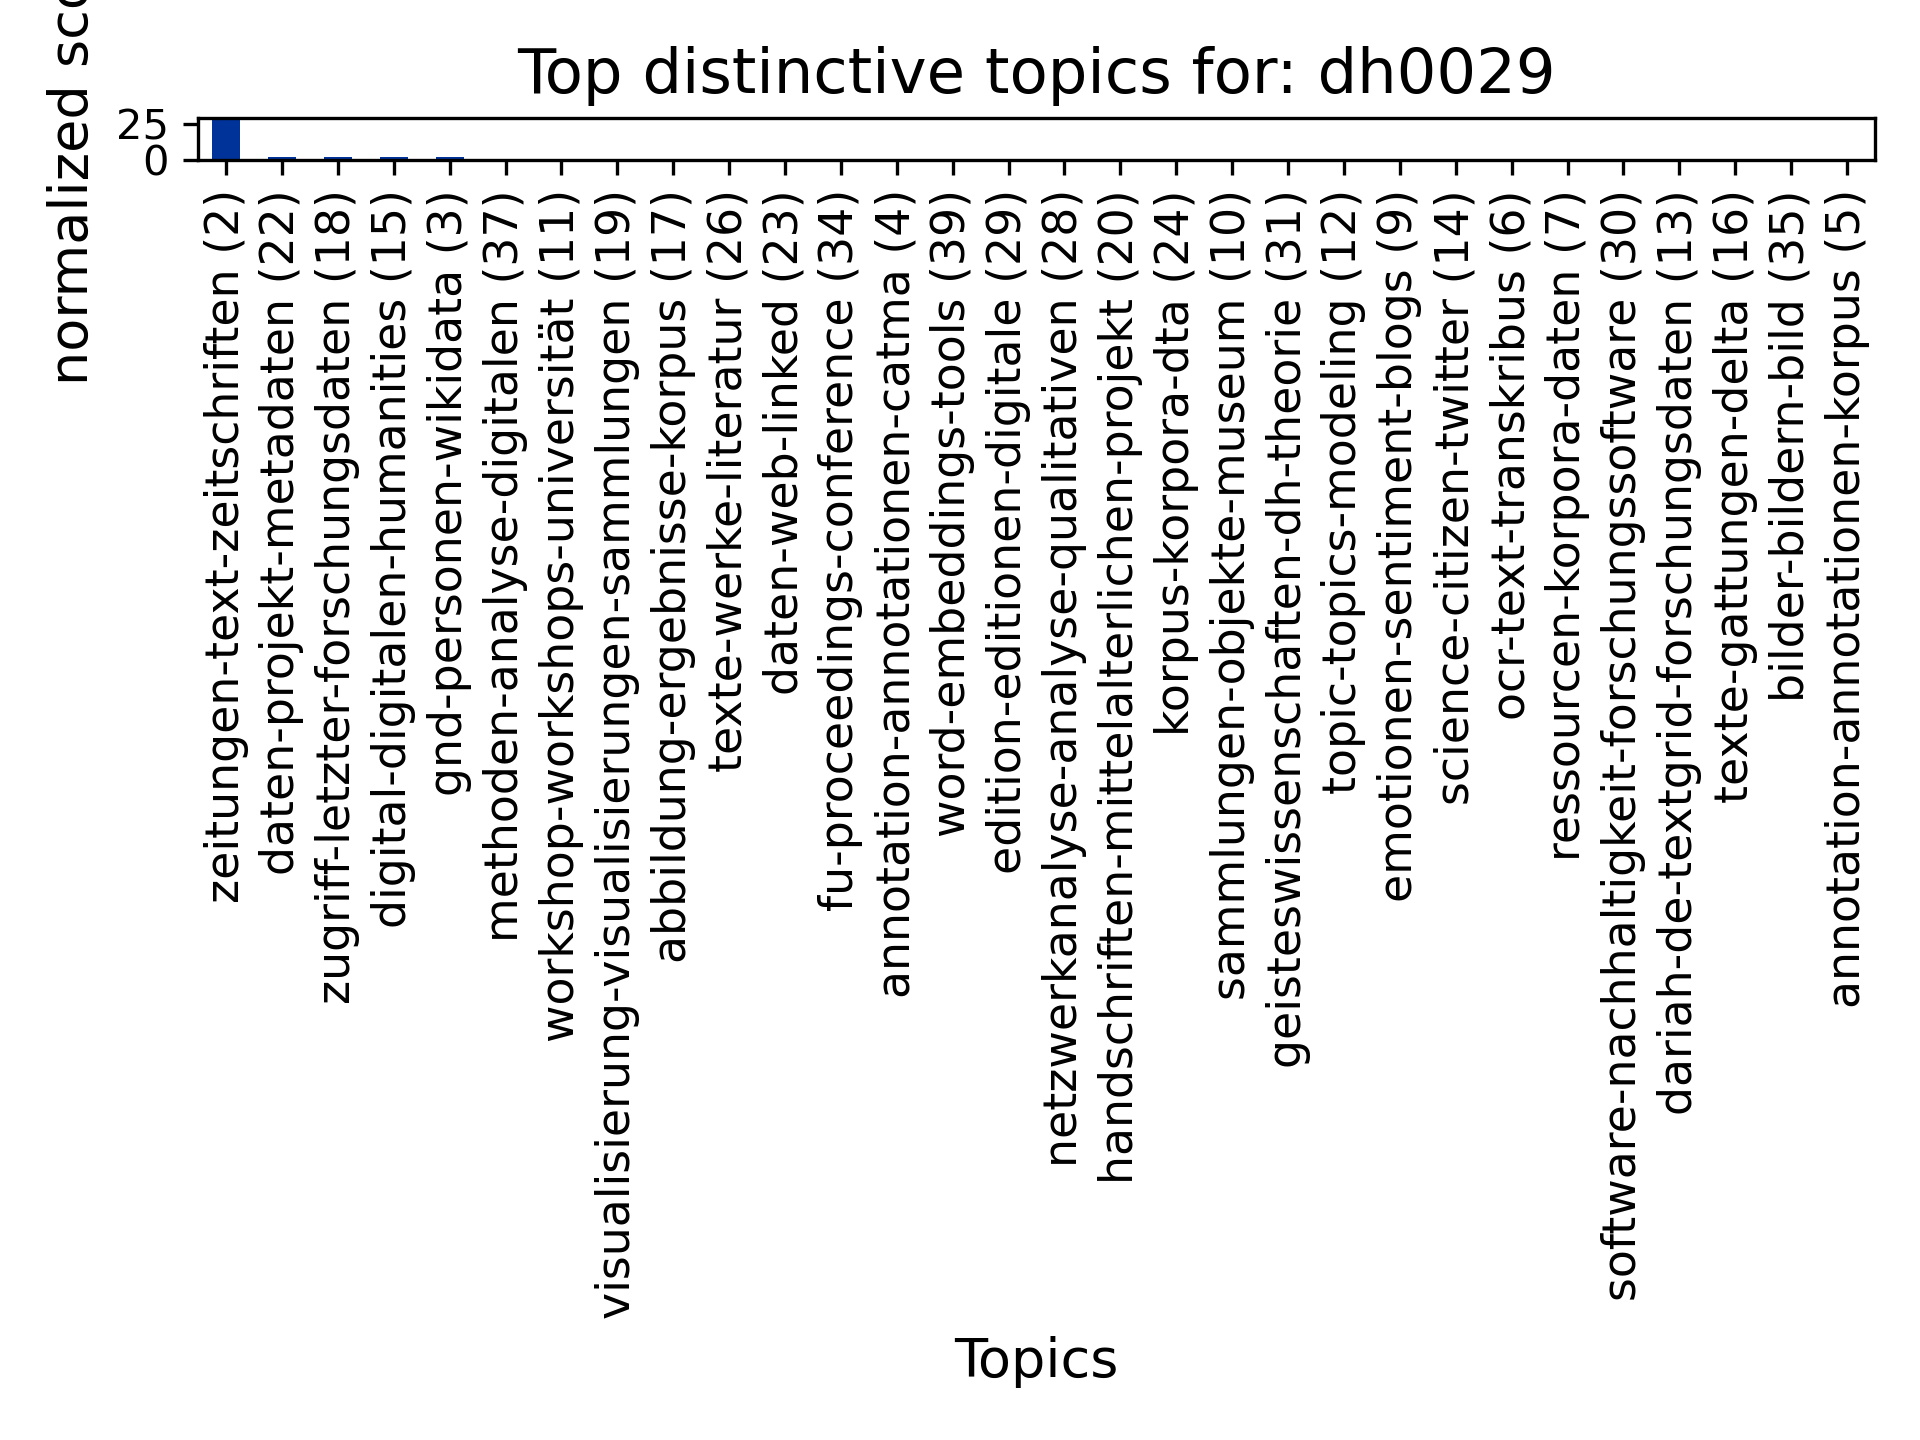 Top distinctive topics for: dh0029
normalized
25
0
zeitungen-text-zeitschriften (2)
daten-projekt-metadaten (22)
zugriff-letzter-forschungsdaten (18)
digital-digitalen-humanities (15)
gnd-personen-wikidata (3)
methoden-analyse-digitalen (37)
workshop-workshops-universität (11)
visualisierung-visualisierungen-sammlungen (19)
abbildung-ergebnisse-korpus (17)
texte-werke-literatur (26)
daten-web-linked (23)
fu-proceedings-conference (34)
annotation-annotationen-catma (4)
word-embeddings-tools (39)
edition-editionen-digitale (29)
netzwerkanalyse-analyse-qualitativen (28)
handschriften-mittelalterlichen-projekt (20)
korpus-korpora-dta (24)
sammlungen-objekte-museum (10)
geisteswissenschaften-dh-theorie (31)
topic-topics-modeling (12)
emotionen-sentiment-blogs (9)
science-citizen-twitter (14)
ocr-text-transkribus (6)
ressourcen-korpora-daten (7)
software-nachhaltigkeit-forschungssoftware (30)
dariah-de-textgrid-forschungsdaten (13)
texte-gattungen-delta (16)
bilder-bildern-bild (35)
annotation-annotationen-korpus (5)
Topics